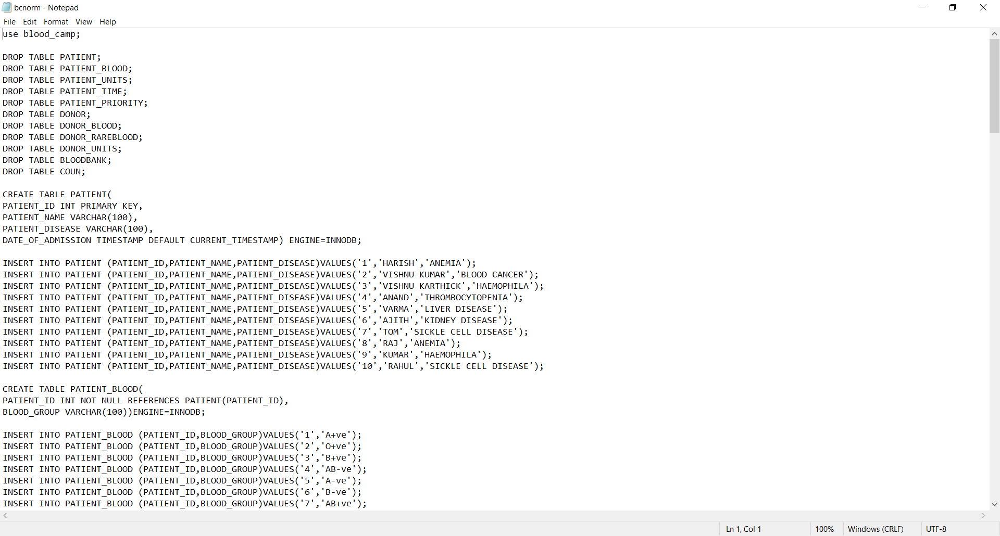 bcnorm - Notepad
File Edit Format View Help
use blood_camp;
DROP TABLE PATIENT;
DROP TABLE PATIENT_BLOOD;
DROP TABLE PATIENT_UNITS;
DROP TABLE PATIENT_TIME;
DROP TABLE PATIENT_PRIORITY;
DROP TABLE DONOR;
DROP TABLE DONOR_BLOOD;
DROP TABLE DONOR_RAREBLOOD;
DROP TABLE DONOR_UNITS;
DROP TABLE BLOODBANK;
DROP TABLE COUN;
CREATE TABLE PATIENT(
PATIENT_ID INT PRIMARY KEY,
PATIENT_NAME VARCHAR(100),
PATIENT_DISEASE VARCHAR(100),
DATE_OF_ADMISSION TIMESTAMP DEFAULT CURRENT_TIMESTAMP) ENGINE=INNODB;
INSERT INTO PATIENT (PATIENT_ID,PATIENT_NAME,PATIENT_DISEASE)VALUES('1','HARISH','ANEMIA');
INSERT INTO PATIENT (PATIENT_ID,PATIENT_NAME,PATIENT_DISEASE)VALUES('2','VISHNU KUMAR','BLOOD CANCER');
INSERT INTO PATIENT (PATIENT_ID,PATIENT_NAME,PATIENT_DISEASE)VALUES('3','VISHNU KARTHICK','HAEMOPHILA');
INSERT INTO PATIENT (PATIENT_ID,PATIENT_NAME,PATIENT_DISEASE)VALUES('4','ANAND','THROMBOCYTOPENIA');
INSERT INTO PATIENT (PATIENT_ID,PATIENT_NAME,PATIENT_DISEASE)VALUES('5','VARMA','LIVER DISEASE');
INSERT INTO PATIENT (PATIENT_ID,PATIENT_NAME,PATIENT_DISEASE)VALUES('6','AJITH','KIDNEY DISEASE');
INSERT INTO PATIENT (PATIENT_ID,PATIENT_NAME,PATIENT_DISEASE)VALUES('7','TOM','SICKLE CELL DISEASE');
INSERT INTO PATIENT (PATIENT_ID,PATIENT_NAME,PATIENT_DISEASE)VALUES('8','RAJ','ANEMIA');
INSERT INTO PATIENT (PATIENT_ID,PATIENT_NAME,PATIENT_DISEASE)VALUES('9','KUMAR','HAEMOPHILA');
INSERT INTO PATIENT (PATIENT_ID,PATIENT_NAME,PATIENT_DISEASE)VALUES('10','RAHUL','SICKLE CELL DISEASE');
CREATE TABLE PATIENT_BLOOD(
PATIENT_ID INT NOT NULL REFERENCES PATIENT(PATIENT_ID),
BLOOD_GROUP VARCHAR(100))ENGINE=INNODB;
INSERT INTO PATIENT_BLOOD (PATIENT_ID,BLOOD_GROUP)VALUES('1','A+ve');
INSERT INTO PATIENT_BLOOD (PATIENT_ID,BLOOD_GROUP)VALUES('2','O+ve');
INSERT INTO PATIENT_BLOOD (PATIENT_ID,BLOOD_GROUP)VALUES('3','B+ve');
INSERT INTO PATIENT_BLOOD (PATIENT_ID,BLOOD_GROUP)VALUES('4','AB-ve');
INSERT INTO PATIENT_BLOOD (PATIENT_ID,BLOOD_GROUP)VALUES('5','A-ve');
INSERT INTO PATIENT_BLOOD (PATIENT_ID,BLOOD_GROUP)VALUES('6','B-ve');
INSERT INTO PATIENT_BLOOD (PATIENT_ID,BLOOD_GROUP)VALUES('7','AB+ve');
Ln 1, Col 1 100% Windows (CRLF) UTF-8